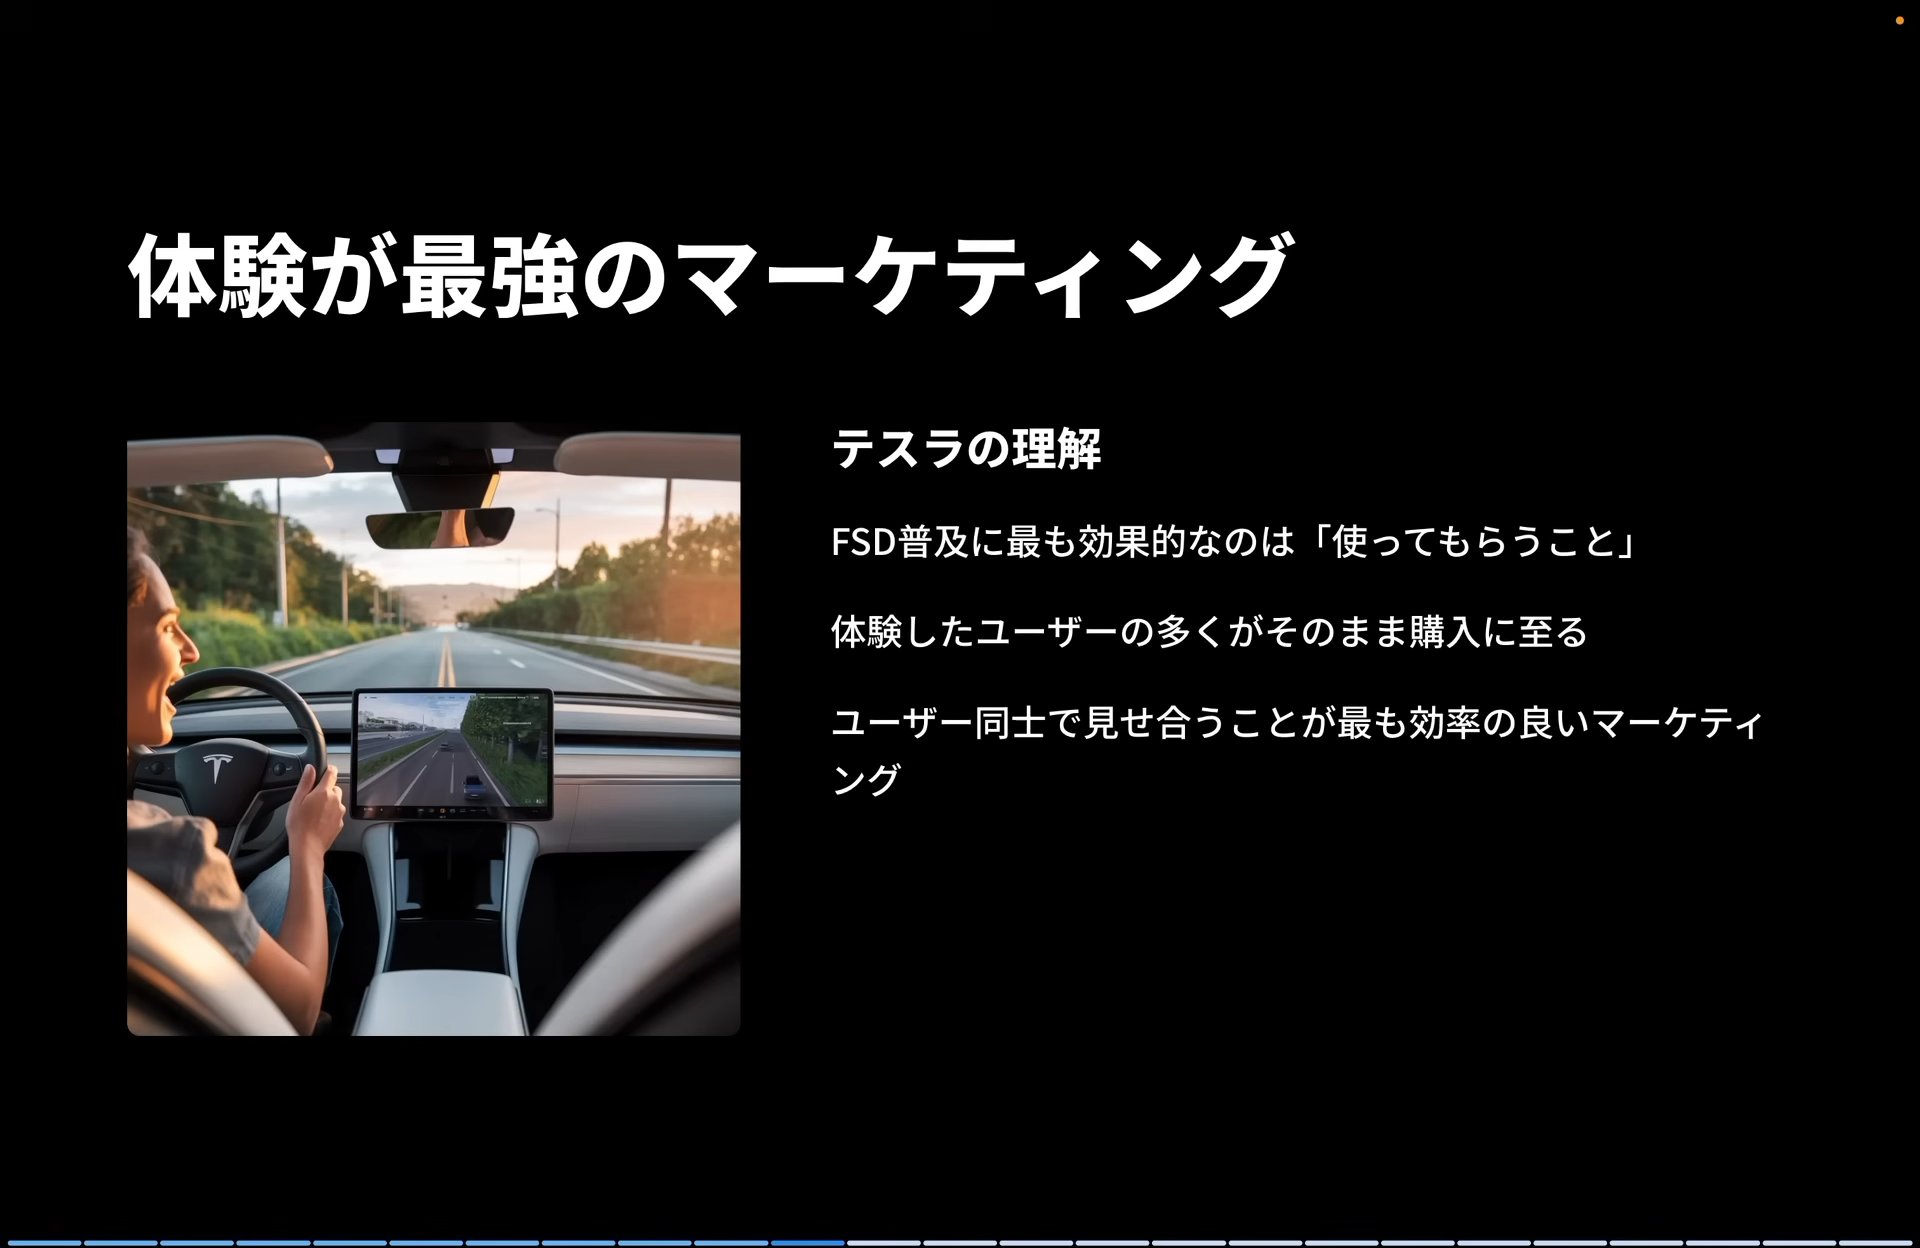 体験が最強のマーケティング
テスラの理解
FSD普及に最も効果的なのは「使ってもらうこと」
体験したユーザーの多くがそのまま購入に至る
ユーザー同士で見せ合うことが最も効率の良いマーケティ
ング